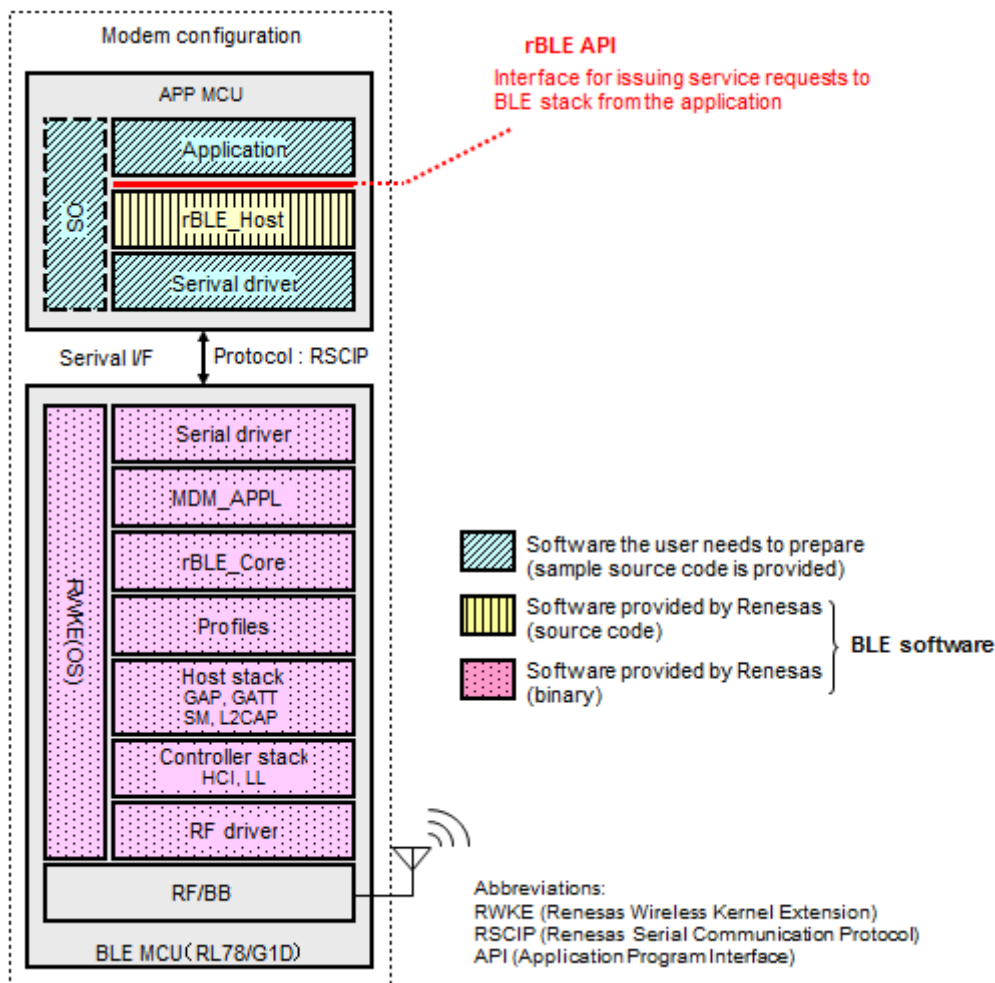 Modem configuration
rBLE API
Interface for issuing service requests to
BLE stack from the application
APP MCU
OS
Application
rBLE_Host
Serival driver
Serival I/F
Protocol : RSCIP
RWKE(OS)
Serial driver
MDM_APPL
rBLE_Core
Profiles
Host stack
GAP, GATT
SM, L2CAP
Controller stack
HCI, LL
RF driver
RF/BB
BLE MCU(RL78/G1D)
Software the user needs to prepare
(sample source code is provided)
Software provided by Renesas
(source code)
BLE software
Software provided by Renesas
(binary)
Abbreviations:
RWKE (Renesas Wireless Kernel Extension)
RSCIP (Renesas Serial Communication Protocol)
API (Application Program Interface)